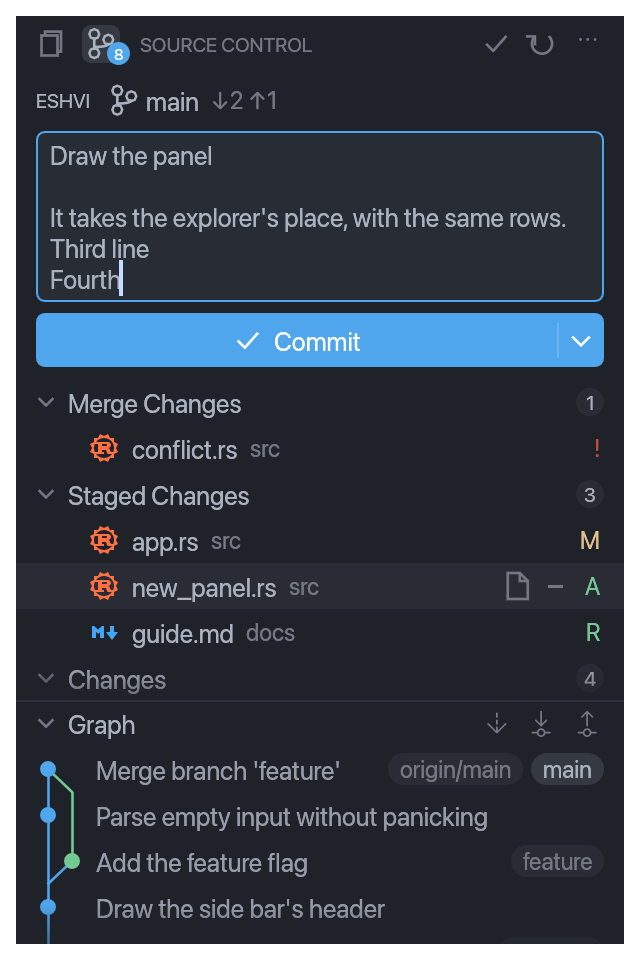 8 SOURCE CONTROL ...
ESHVI main ↓2 ↑1
Draw the panel
It takes the explorer's place, with the same rows.
Third line
Fourth
Commit
Merge Changes 1
conflict.rs src !
Staged Changes 3
app.rs src M
new_panel.rs src A
guide.md docs R
Changes 4
Graph
Merge branch 'feature' origin/main main
Parse empty input without panicking
Add the feature flag feature
Draw the side bar's header